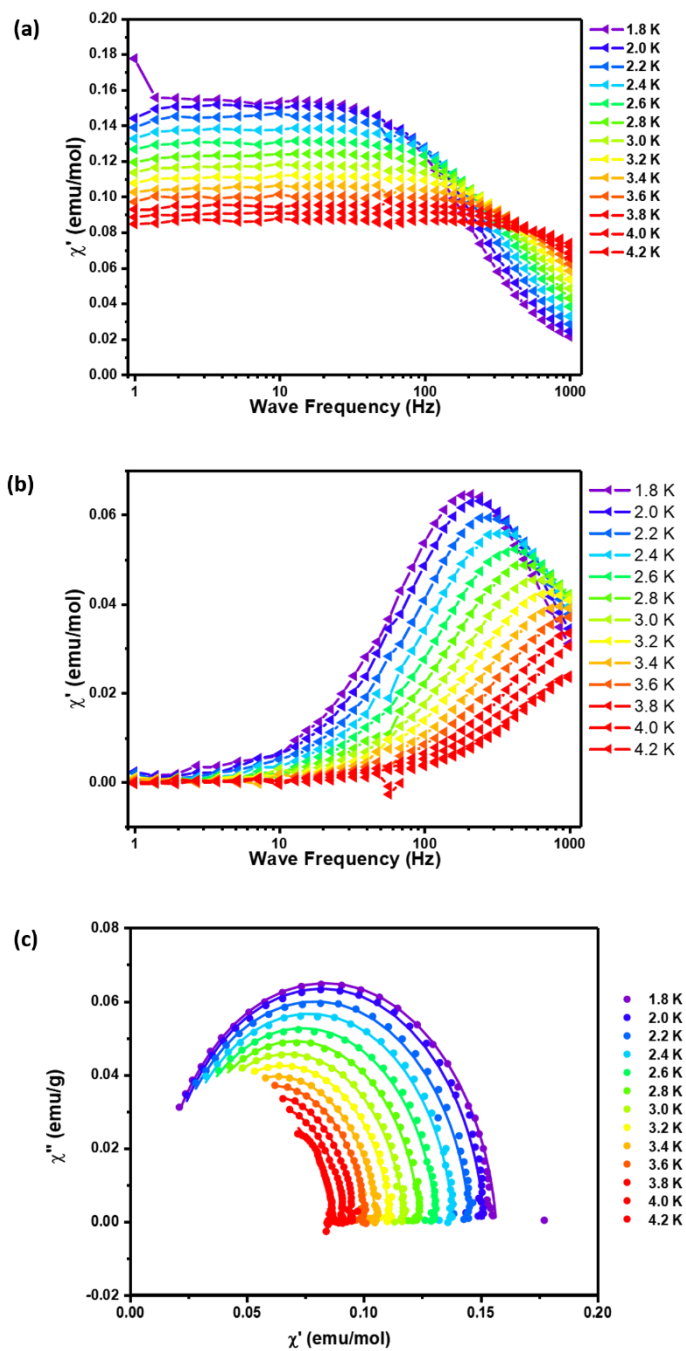 (a)
0.20
0.18
0.16
0.14
0.12
0.10
0.08
0.06
0.04
0.02
0.00
χ' (emu/mol)
1
10
100
1000
Wave Frequency (Hz)
1.8 K
2.0 K
2.2 K
2.4 K
2.6 K
2.8 K
3.0 K
3.2 K
3.4 K
3.6 K
3.8 K
4.0 K
4.2 K
(b)
0.06
0.04
0.02
0.00
χ' (emu/mol)
1
10
100
1000
Wave Frequency (Hz)
1.8 K
2.0 K
2.2 K
2.4 K
2.6 K
2.8 K
3.0 K
3.2 K
3.4 K
3.6 K
3.8 K
4.0 K
4.2 K
(c)
0.08
0.06
0.04
0.02
0.00
-0.02
χ" (emu/g)
0.00
0.05
0.10
0.15
0.20
χ' (emu/mol)
1.8 K
2.0 K
2.2 K
2.4 K
2.6 K
2.8 K
3.0 K
3.2 K
3.4 K
3.6 K
3.8 K
4.0 K
4.2 K